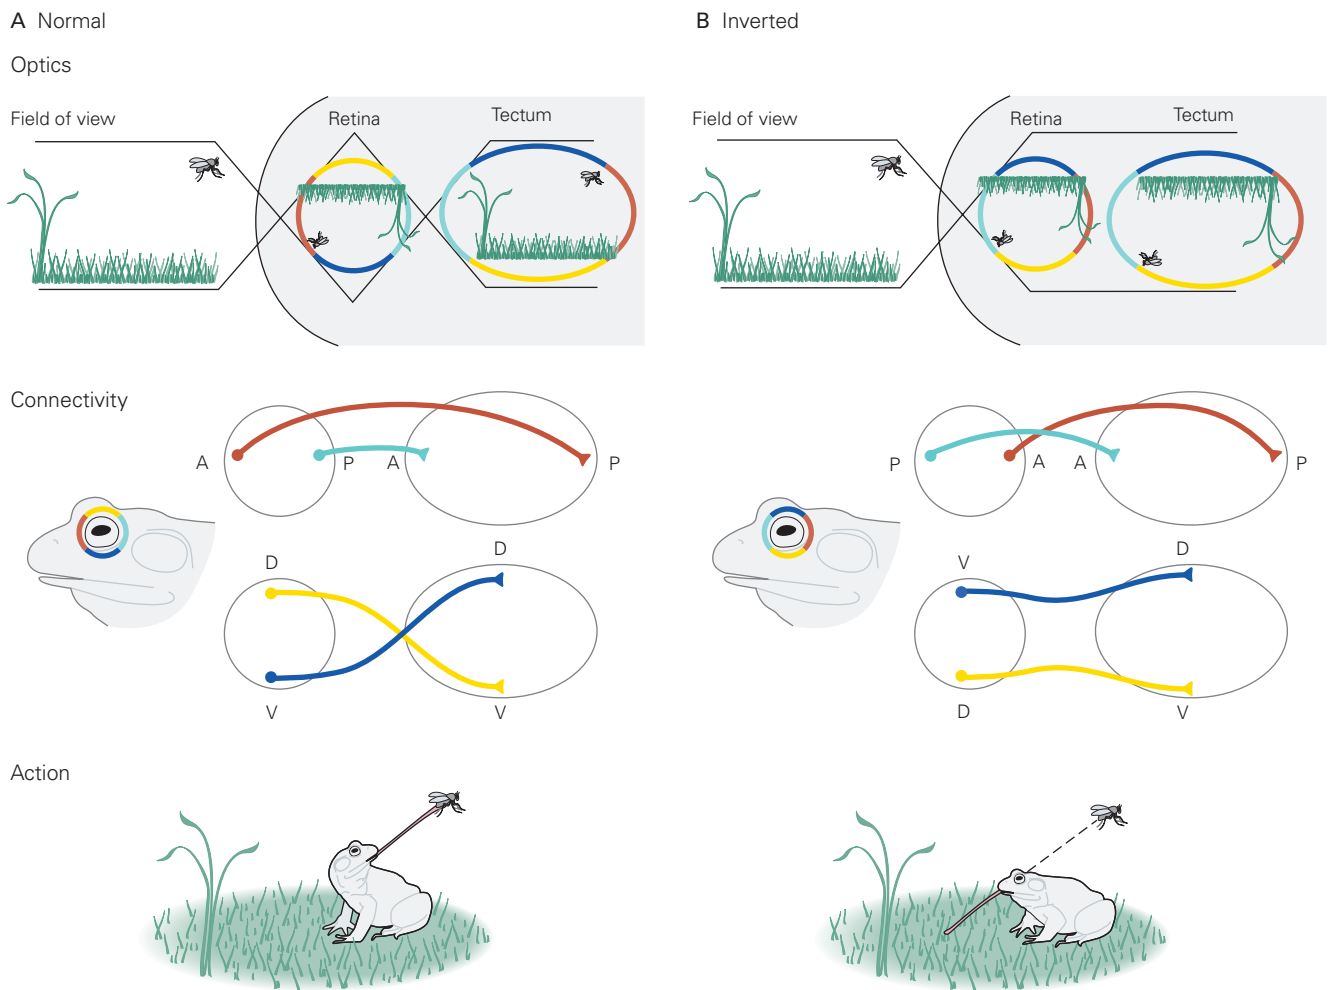 A Normal
B Inverted
Optics
Field of view
Retina
Tectum
Field of view
Retina
Tectum
Connectivity
A
P
A
P
P
A
A
P
D
D
V
V
V
D
D
V
Action